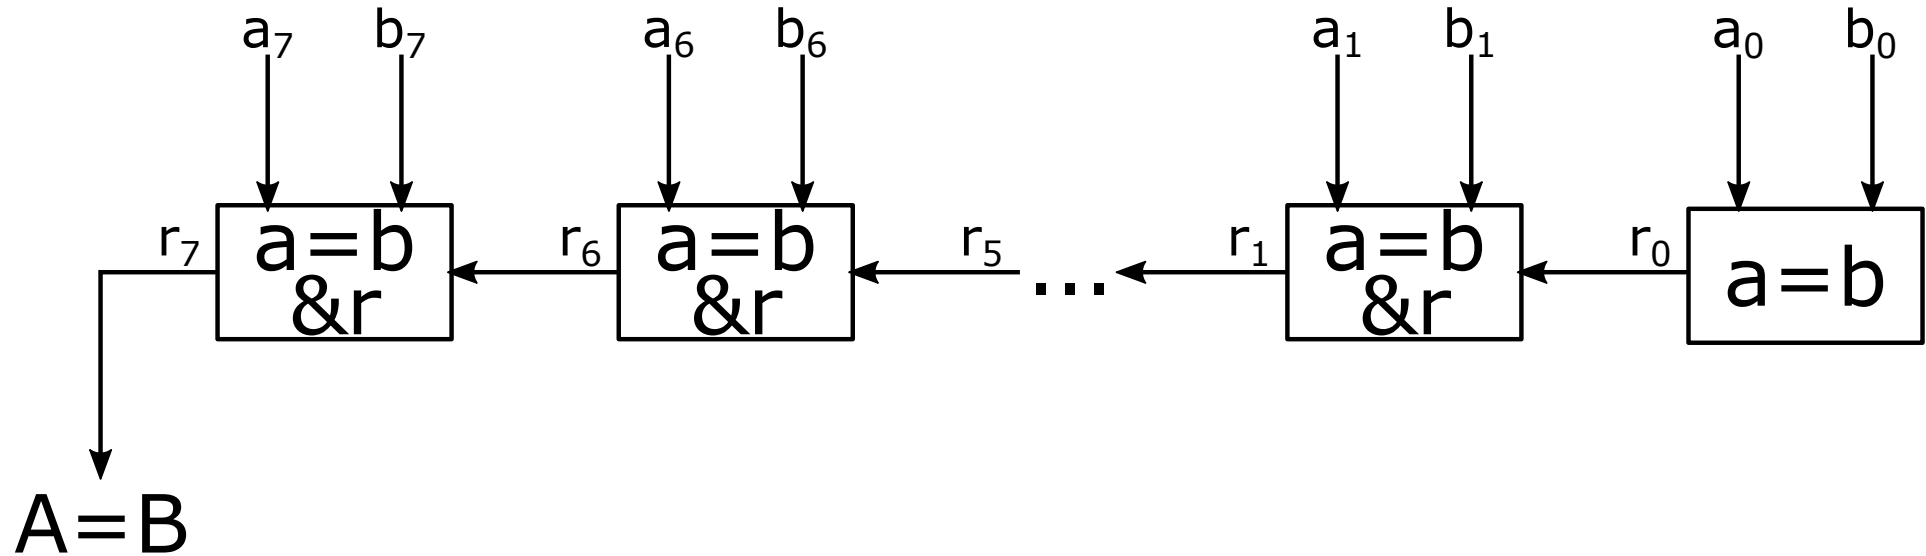 a₇ b₇ a₆ b₆ a₁ b₁ a₀ b₀
r₇ a=b r₆ a=b r₅ ... r₁ a=b r₀ a=b
&r &r &r
A=B